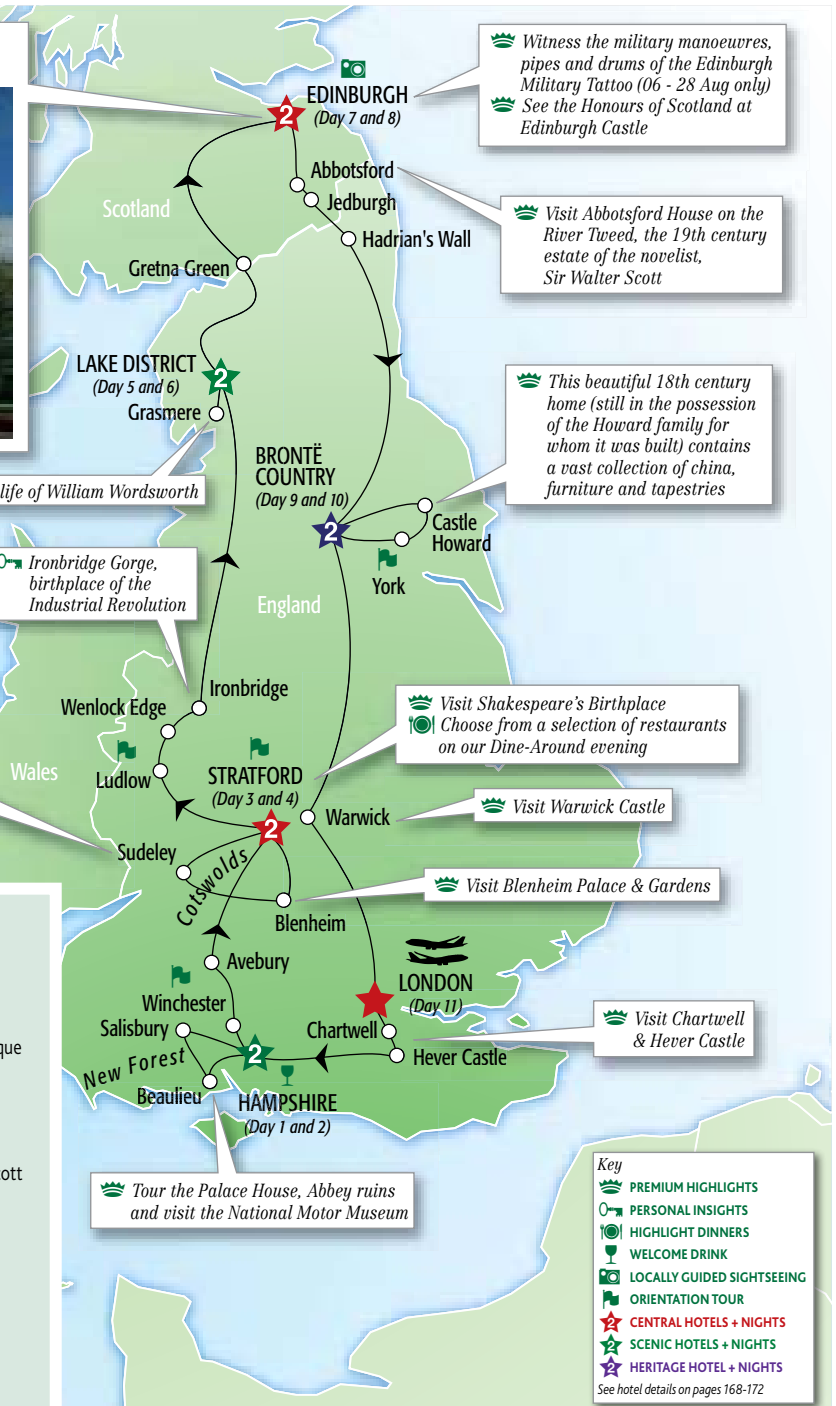 Witness the military manoeuvres,
pipes and drums of the Edinburgh
Military Tattoo (06 - 28 Aug only)
See the Honours of Scotland at
Edinburgh Castle
EDINBURGH
(Day 7 and 8)
2
Abbotsford
Jedburgh
Scotland
Hadrian's Wall
Visit Abbotsford House on the
River Tweed, the 19th century
estate of the novelist,
Sir Walter Scott
Gretna Green
LAKE DISTRICT
(Day 5 and 6)
2
Grasmere
This beautiful 18th century
home (still in the possession
of the Howard family for
whom it was built) contains
a vast collection of china,
furniture and tapestries
life of William Wordsworth
BRONTË
COUNTRY
(Day 9 and 10)
2
Castle
Howard
York
Ironbridge Gorge,
birthplace of the
Industrial Revolution
England
Ironbridge
Wenlock Edge
Wales
Ludlow
Visit Shakespeare's Birthplace
Choose from a selection of restaurants
on our Dine-Around evening
STRATFORD
(Day 3 and 4)
2
Warwick
Visit Warwick Castle
Sudeley
Cotswolds
Blenheim
Visit Blenheim Palace & Gardens
Avebury
LONDON
(Day 11)
Winchester
Salisbury
Chartwell
Visit Chartwell
& Hever Castle
New Forest
2
Hever Castle
Beaulieu
HAMPSHIRE
(Day 1 and 2)
que
ott
Tour the Palace House, Abbey ruins
and visit the National Motor Museum
Key
PREMIUM HIGHLIGHTS
PERSONAL INSIGHTS
HIGHLIGHT DINNERS
WELCOME DRINK
LOCALLY GUIDED SIGHTSEEING
ORIENTATION TOUR
2 CENTRAL HOTELS + NIGHTS
2 SCENIC HOTELS + NIGHTS
2 HERITAGE HOTEL + NIGHTS
See hotel details on pages 168-172